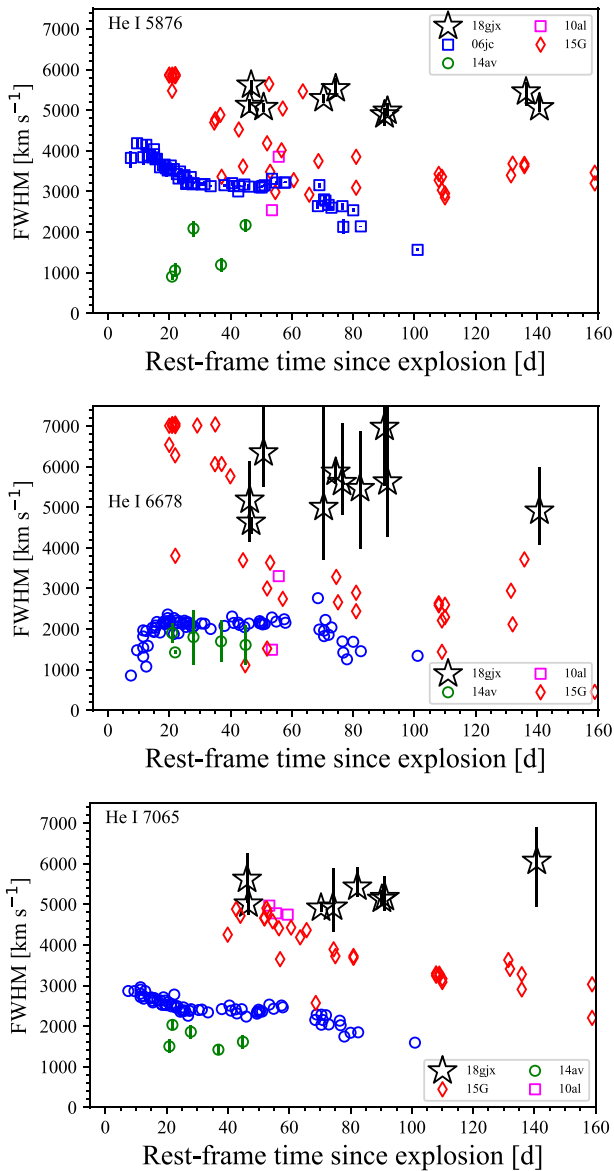 He I 5876
18gjx 10al
06jc 15G
14av
FWHM [km s−1]
7000
6000
5000
4000
3000
2000
1000
0
0 20 40 60 80 100 120 140 160
Rest-frame time since explosion [d]
He I 6678
FWHM [km s−1]
7000
6000
5000
4000
3000
2000
1000
0
18gjx 10al
14av 15G
0 20 40 60 80 100 120 140 160
Rest-frame time since explosion [d]
He I 7065
FWHM [km s−1]
7000
6000
5000
4000
3000
2000
1000
0
18gjx 14av
15G 10al
0 20 40 60 80 100 120 140 160
Rest-frame time since explosion [d]